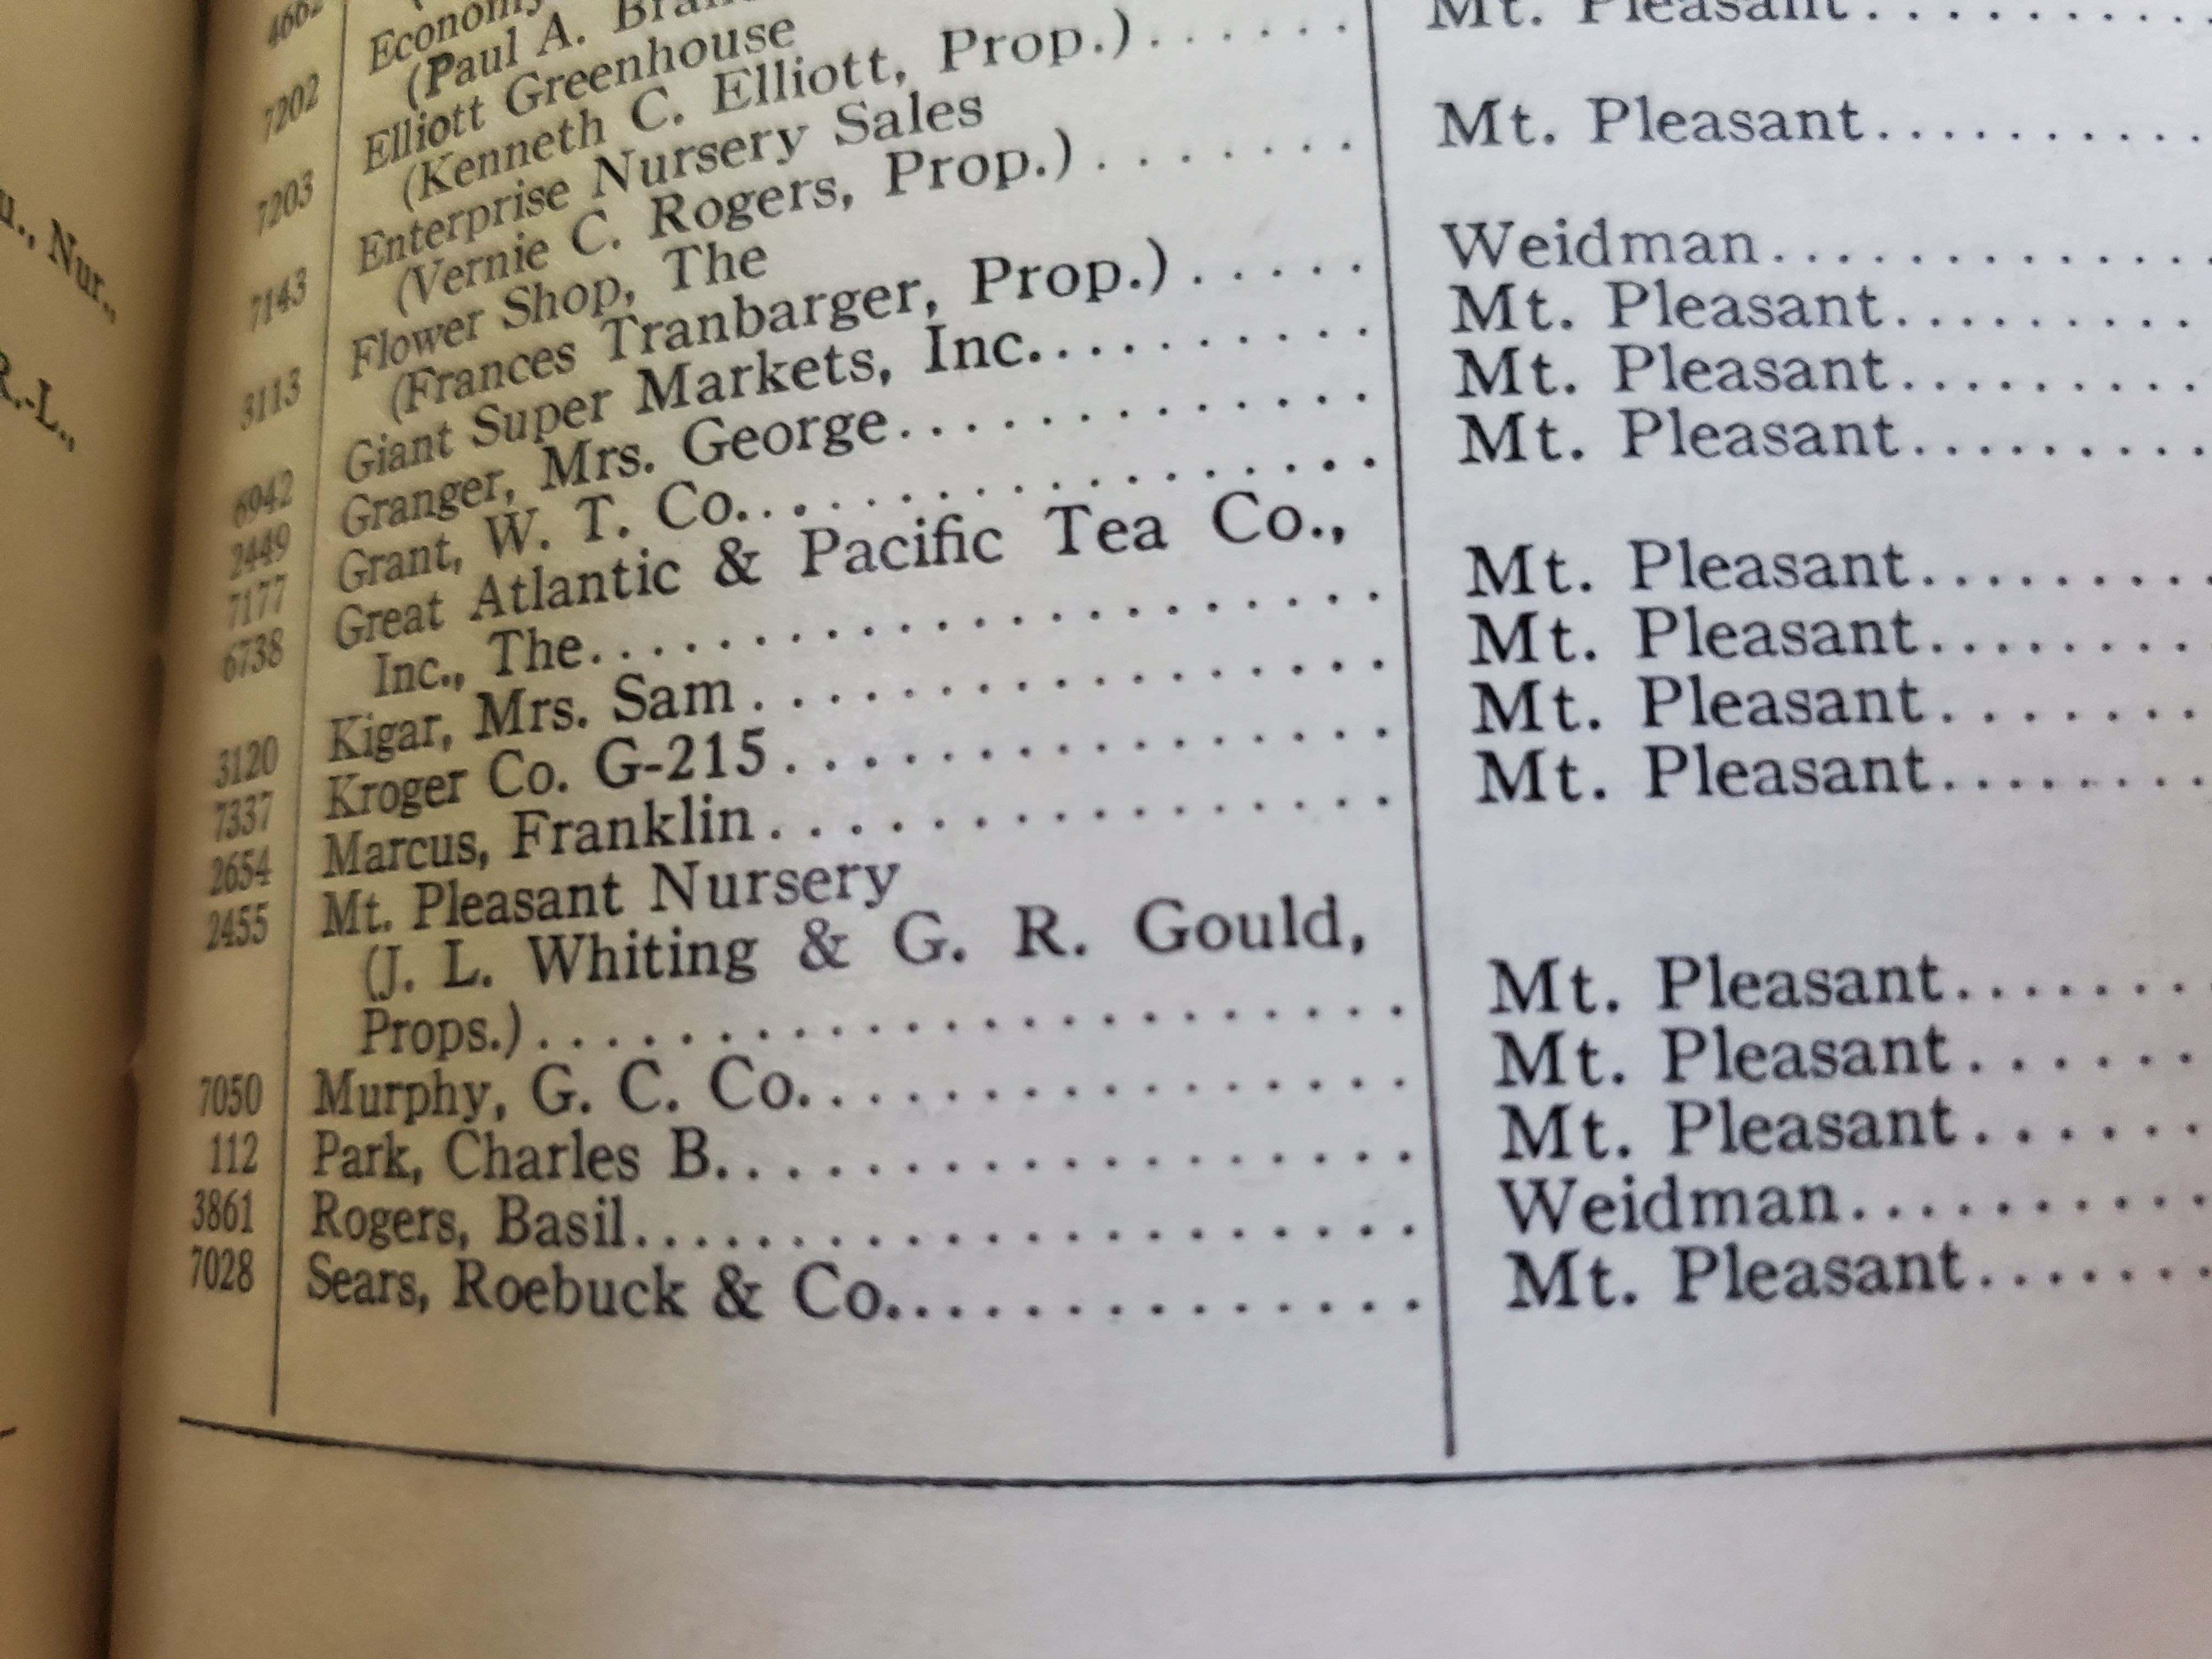 4662
7202 Economy
(Paul A.
7203 Elliott Greenhouse
(Kenneth C. Elliott, Prop.)...... Mt. Pleasant..........
7143 Enterprise Nursery Sales
(Vernie C. Rogers, Prop.)....... Mt. Pleasant..........
3113 Flower Shop, The
(Frances Tranbarger, Prop.)..... Weidman.............
6942 Giant Super Markets, Inc.......... Mt. Pleasant..........
2449 Granger, Mrs. George............. Mt. Pleasant..........
7177 Grant, W. T. Co.................. Mt. Pleasant..........
6738 Great Atlantic & Pacific Tea Co.,
Inc., The.................... Mt. Pleasant.........
3120 Kigar, Mrs. Sam................. Mt. Pleasant.........
7337 Kroger Co. G-215................ Mt. Pleasant.......
2654 Marcus, Franklin................ Mt. Pleasant.......
2455 Mt. Pleasant Nursery
(J. L. Whiting & G. R. Gould,
Props.)...................... Mt. Pleasant.......
7050 Murphy, G. C. Co................ Mt. Pleasant......
112 Park, Charles B.................. Mt. Pleasant......
3861 Rogers, Basil.................... Weidman.........
7028 Sears, Roebuck & Co.............. Mt. Pleasant.......
Nur.,